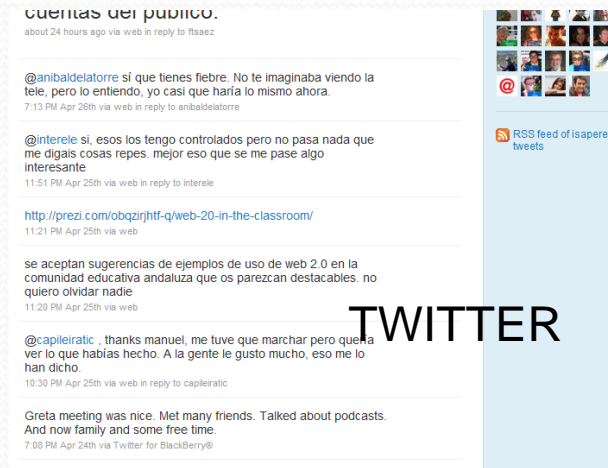 cuentas del público.
about 24 hours ago via web in reply to ftsaez
@anibaldelatorre sí que tienes fiebre. No te imaginaba viendo la
tele, pero lo entiendo, yo casi que haría lo mismo ahora.
7:13 PM Apr 26th via web in reply to anibaldelatorre
@interele si, esos los tengo controlados pero no pasa nada que
me digais cosas repes. mejor eso que se me pase algo
interesante
11:51 PM Apr 25th via web in reply to interele
http://prezi.com/obqzirjhtf-q/web-20-in-the-classroom/
11:21 PM Apr 25th via web
se aceptan sugerencias de ejemplos de uso de web 2.0 en la
comunidad educativa andaluza que os parezcan destacables. no
quiero olvidar nadie
11:20 PM Apr 25th via web
@capileiratic , thanks manuel, me tuve que marchar pero quería
ver lo que habías hecho. A la gente le gusto mucho, eso me lo
han dicho.
10:30 PM Apr 25th via web in reply to capileiratic
Greta meeting was nice. Met many friends. Talked about podcasts.
And now family and some free time.
7:08 PM Apr 24th via Twitter for BlackBerry®
RSS feed of isapere
tweets
TWITTER